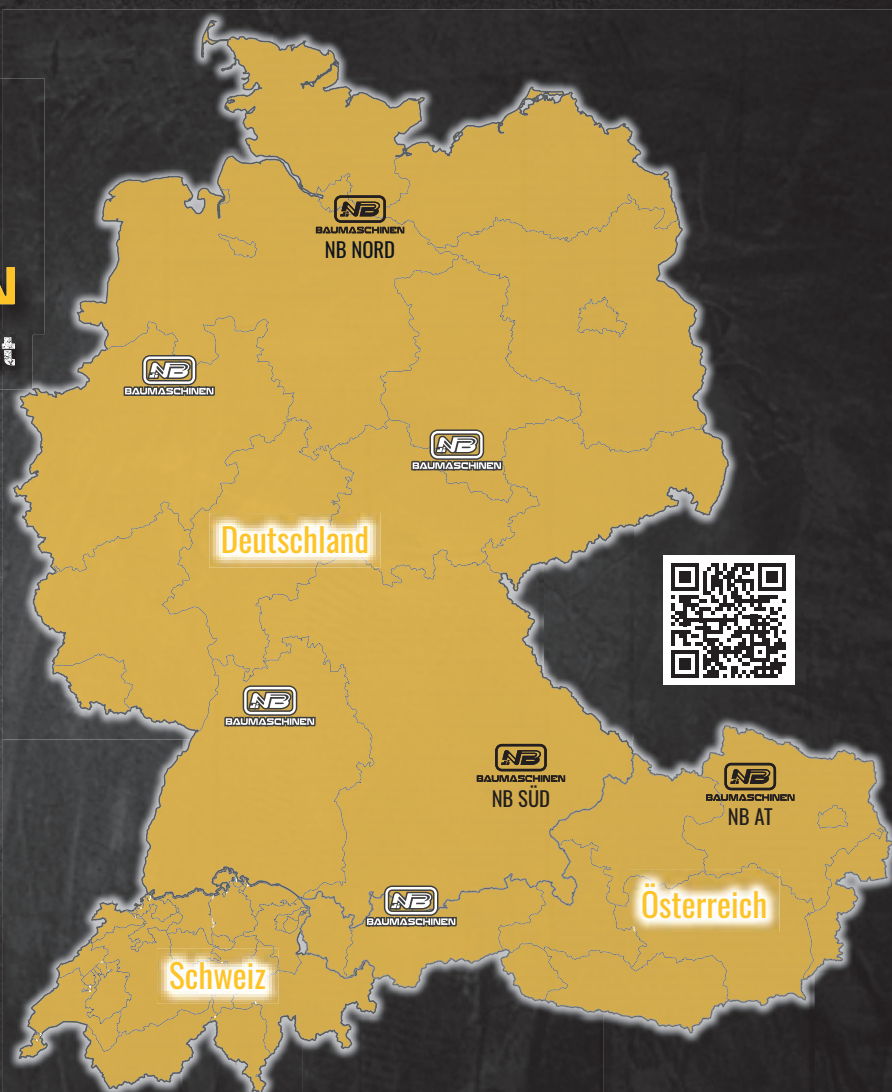 NB
BAUMASCHINEN
NB NORD
N
NB
BAUMASCHINEN
NB
BAUMASCHINEN
Deutschland
NB
BAUMASCHINEN
NB
BAUMASCHINEN
NB SÜD
NB
BAUMASCHINEN
NB AT
NB
BAUMASCHINEN
Österreich
Schweiz